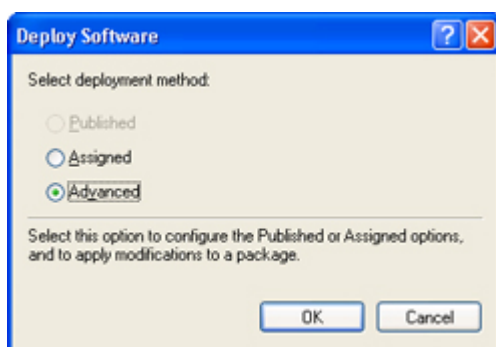 Deploy Software
Select deployment method:
Published
Assigned
Advanced
Select this option to configure the Published or Assigned options,
and to apply modifications to a package.
OK
Cancel